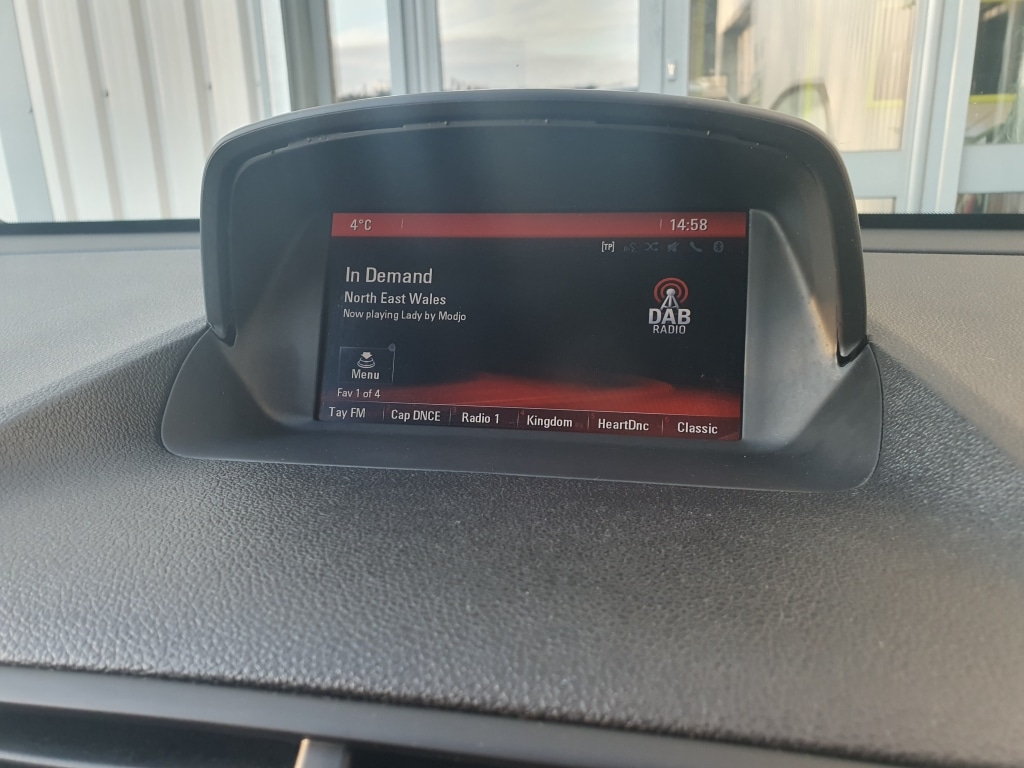 4°C 14:58
[TP]
In Demand
North East Wales
Now playing Lady by Modjo
DAB
RADIO
Menu
Fav 1 of 4
Tay FM Cap DNCE Radio 1 Kingdom HeartDnc Classic